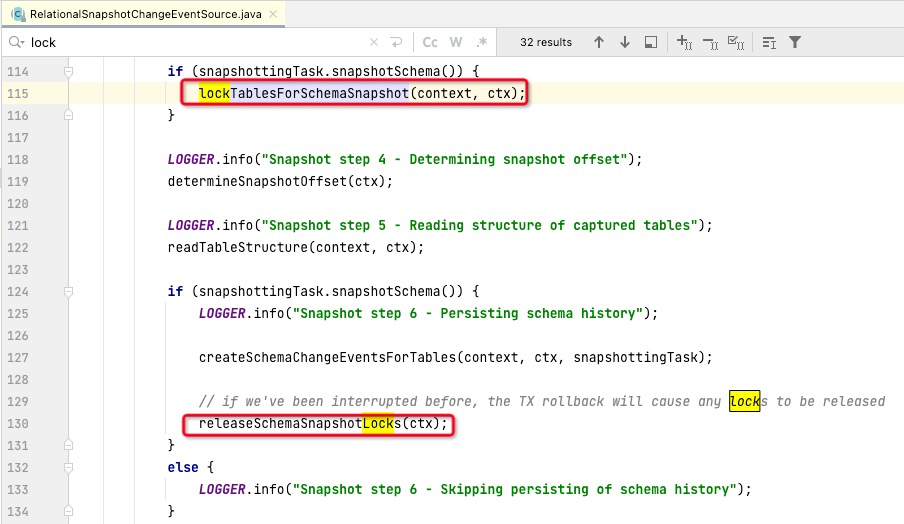 RelationalSnapshotChangeEventSource.java
lock
Cc W .* 32 results
114 if (snapshottingTask.snapshotSchema()) {
115 lockTablesForSchemaSnapshot(context, ctx);
116 }
117
118 LOGGER.info("Snapshot step 4 - Determining snapshot offset");
119 determineSnapshotOffset(ctx);
120
121 LOGGER.info("Snapshot step 5 - Reading structure of captured tables");
122 readTableStructure(context, ctx);
123
124 if (snapshottingTask.snapshotSchema()) {
125 LOGGER.info("Snapshot step 6 - Persisting schema history");
126
127 createSchemaChangeEventsForTables(context, ctx, snapshottingTask);
128
129 // if we've been interrupted before, the TX rollback will cause any locks to be released
130 releaseSchemaSnapshotLocks(ctx);
131 }
132 else {
133 LOGGER.info("Snapshot step 6 - Skipping persisting of schema history");
134 }